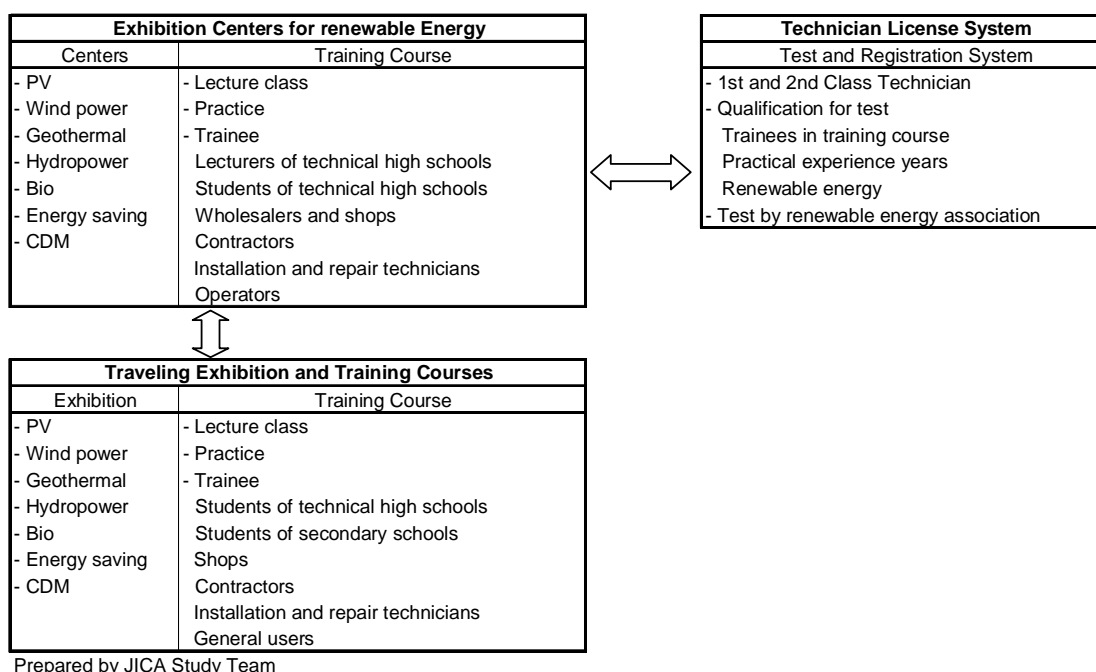 Exhibition Centers for renewable Energy
Centers
Training Course
- PV
- Wind power
- Geothermal
- Hydropower
- Bio
- Energy saving
- CDM
- Lecture class
- Practice
- Trainee
Lecturers of technical high schools
Students of technical high schools
Wholesalers and shops
Contractors
Installation and repair technicians
Operators
Technician License System
Test and Registration System
- 1st and 2nd Class Technician
- Qualification for test
Trainees in training course
Practical experience years
Renewable energy
- Test by renewable energy association
Traveling Exhibition and Training Courses
Exhibition
Training Course
- PV
- Wind power
- Geothermal
- Hydropower
- Bio
- Energy saving
- CDM
- Lecture class
- Practice
- Trainee
Students of technical high schools
Students of secondary schools
Shops
Contractors
Installation and repair technicians
General users
Prepared by JICA Study Team